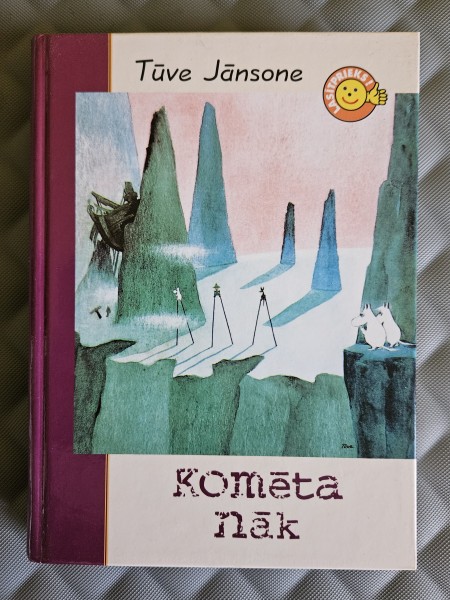 Tūve Jānsone
LASĪTPRIEKS!
Komēta
nāk